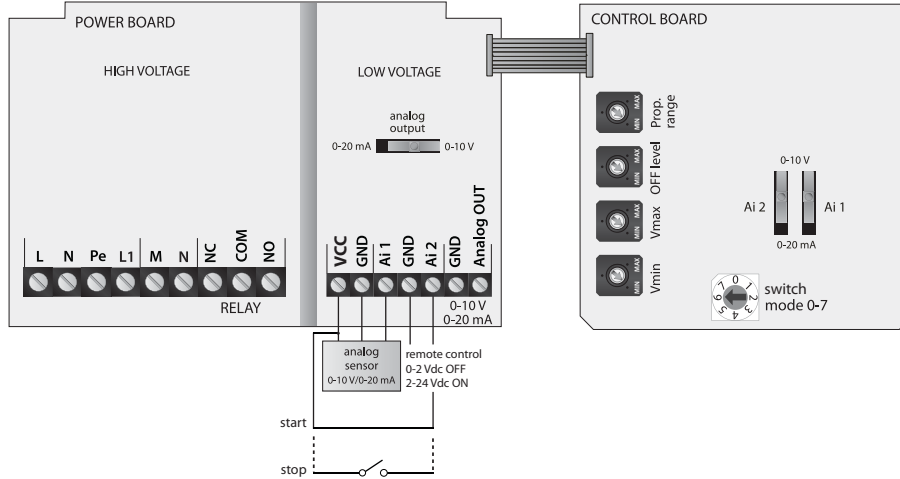 POWER BOARD
HIGH VOLTAGE
LOW VOLTAGE
analog
output
0-20 mA
0-10 V
L
N
Pe
L1
M
N
NC
COM
NO
RELAY
VCC
GND
Ai 1
GND
Ai 2
GND
Analog OUT
0-10 V
0-20 mA
analog
sensor
0-10 V/0-20 mA
remote control
0-2 Vdc OFF
2-24 Vdc ON
start
stop
CONTROL BOARD
MAX
MIN
Prop.
range
MAX
MIN
OFF level
MAX
MIN
Vmax
MAX
MIN
Vmin
0-10 V
Ai 2
Ai 1
0-20 mA
0
1
2
3
4
5
6
7
switch
mode 0-7